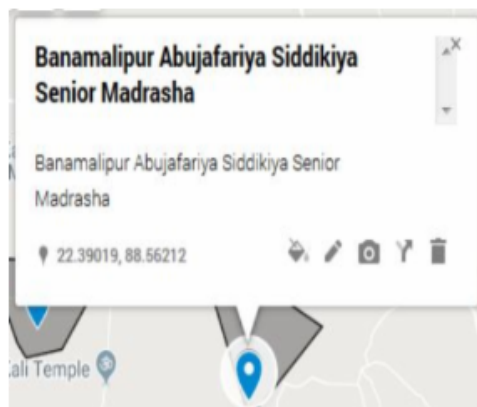 Banamalipur Abujafariya Siddikiya
Senior Madrasha
Banamalipur Abujafariya Siddikiya Senior
Madrasha
22.39019, 88.56212
ali Temple